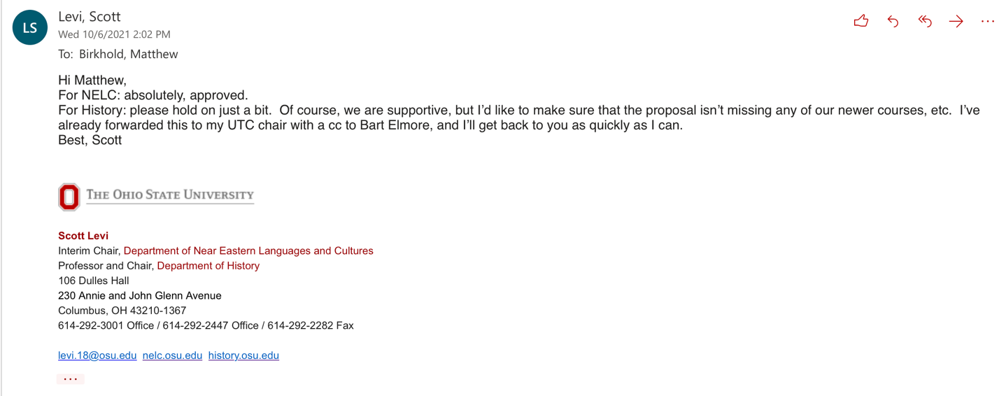 LS
Levi, Scott
Wed 10/6/2021 2:02 PM
To: Birkhold, Matthew
Hi Matthew,
For NELC: absolutely, approved.
For History: please hold on just a bit.  Of course, we are supportive, but I'd like to make sure that the proposal isn't missing any of our newer courses, etc.  I've
already forwarded this to my UTC chair with a cc to Bart Elmore, and I'll get back to you as quickly as I can.
Best, Scott
THE OHIO STATE UNIVERSITY
Scott Levi
Interim Chair, Department of Near Eastern Languages and Cultures
Professor and Chair, Department of History
106 Dulles Hall
230 Annie and John Glenn Avenue
Columbus, OH 43210-1367
614-292-3001 Office / 614-292-2447 Office / 614-292-2282 Fax
levi.18@osu.edu  nelc.osu.edu  history.osu.edu